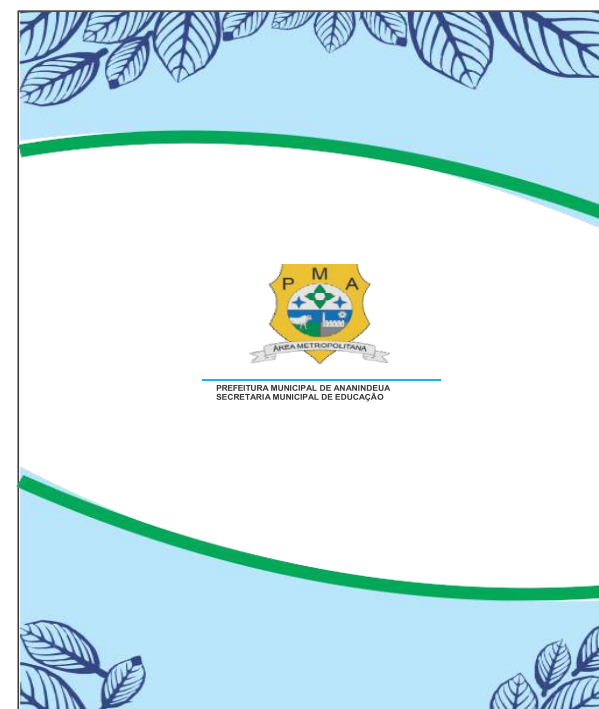 P M A
ÁREA METROPOLITANA
PREFEITURA MUNICIPAL DE ANANINDEUA
SECRETARIA MUNICIPAL DE EDUCAÇÃO